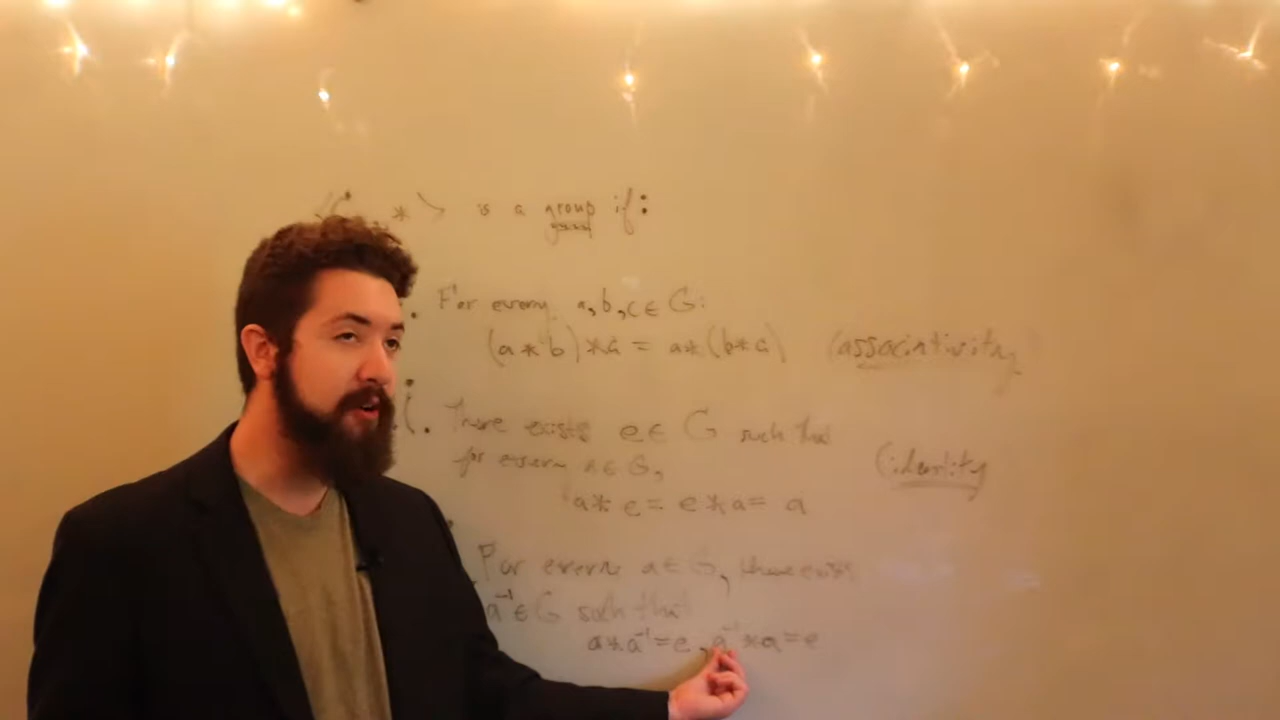 * ⟩ is a group if:
For every a,b,c∈G:
(a*b)*c = a*(b*c) (associativity
i. There exists e∈G such that
for every a∈G, (identity
a* e = e*a = a
For every a∈G, there exists
a⁻¹∈G such that
a*a⁻¹=e, a⁻¹*a=e